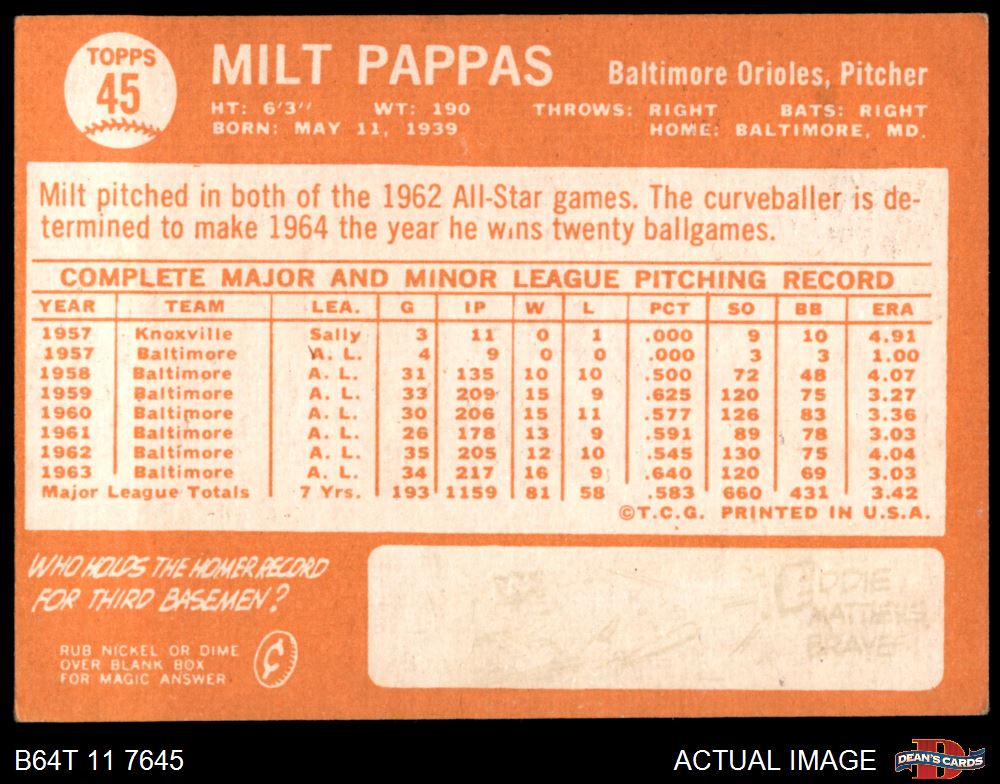 TOPPS
45
MILT PAPPAS
Baltimore Orioles, Pitcher
HT: 6'3" WT: 190 THROWS: RIGHT BATS: RIGHT
BORN: MAY 11, 1939 HOME: BALTIMORE, MD.
Milt pitched in both of the 1962 All-Star games. The curveballer is de-
termined to make 1964 the year he wins twenty ballgames.
COMPLETE MAJOR AND MINOR LEAGUE PITCHING RECORD
YEAR TEAM LEA. G IP W L PCT SO BB ERA
1957 Knoxville Sally 3 11 0 1 .000 9 10 4.91
1957 Baltimore A. L. 4 9 0 0 .000 3 3 1.00
1958 Baltimore A. L. 31 135 10 10 .500 72 48 4.07
1959 Baltimore A. L. 33 209 15 9 .625 120 75 3.27
1960 Baltimore A. L. 30 206 15 11 .577 126 83 3.36
1961 Baltimore A. L. 26 178 13 9 .591 89 78 3.03
1962 Baltimore A. L. 35 205 12 10 .545 130 75 4.04
1963 Baltimore A. L. 34 217 16 9 .640 120 69 3.03
Major League Totals 7 Yrs. 193 1159 81 58 .583 660 431 3.42
©T.C.G. PRINTED IN U.S.A.
WHO HOLDS THE HOMER RECORD
FOR THIRD BASEMEN?
RUB NICKEL OR DIME
OVER BLANK BOX
FOR MAGIC ANSWER
¢
EDDIE
MATTHEWS
BRAVE
B64T 11 7645
ACTUAL IMAGE
D
DEAN'S CARDS